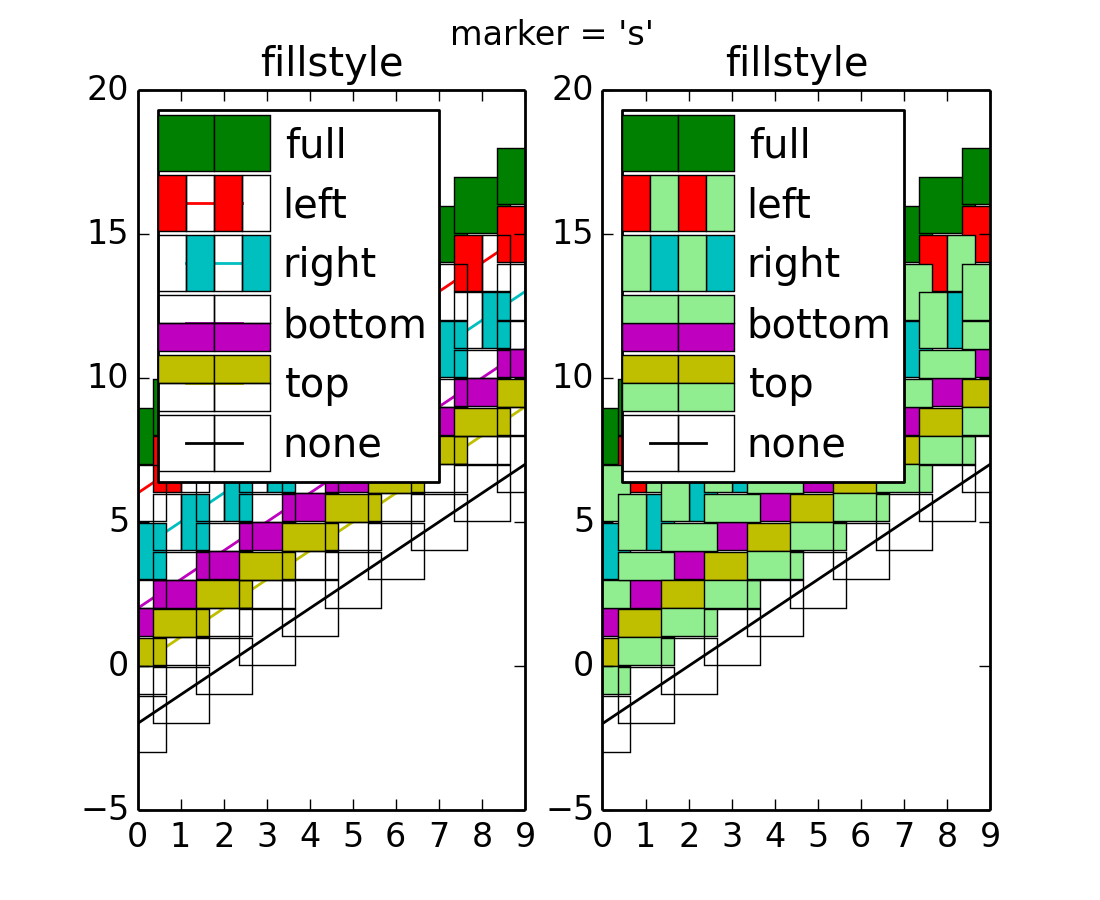 marker = 's'
fillstyle
20
15
10
5
0
−5
full
left
right
bottom
top
none
0 1 2 3 4 5 6 7 8 9
fillstyle
20
15
10
5
0
−5
full
left
right
bottom
top
none
0 1 2 3 4 5 6 7 8 9